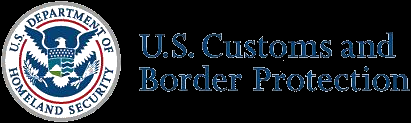 U.S. DEPARTMENT OF
HOMELAND SECURITY
U.S. Customs and
Border Protection